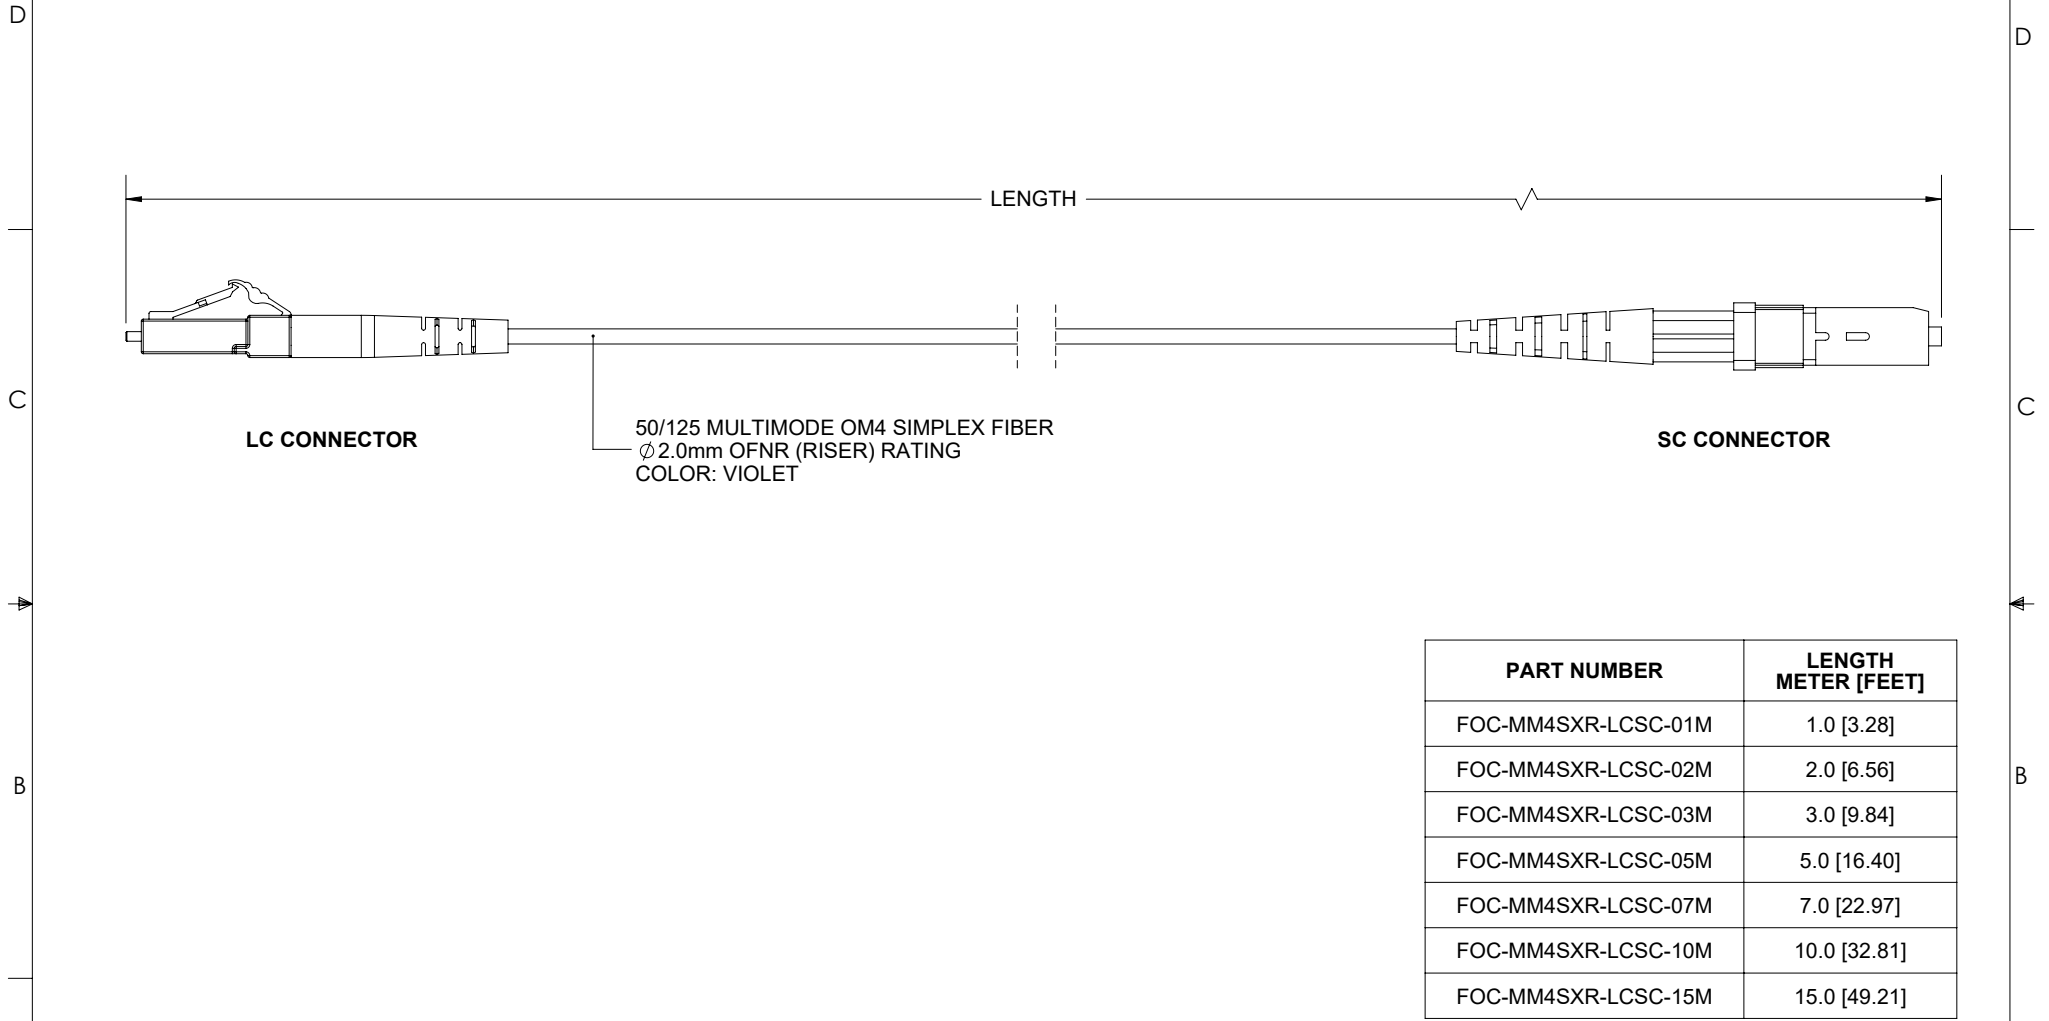 D
D
LENGTH
C
C
LC CONNECTOR
50/125 MULTIMODE OM4 SIMPLEX FIBER
⌀2.0mm OFNR (RISER) RATING
COLOR: VIOLET
SC CONNECTOR
PART NUMBER
LENGTH
METER [FEET]
FOC-MM4SXR-LCSC-01M 1.0 [3.28]
FOC-MM4SXR-LCSC-02M 2.0 [6.56]
B
B
FOC-MM4SXR-LCSC-03M 3.0 [9.84]
FOC-MM4SXR-LCSC-05M 5.0 [16.40]
FOC-MM4SXR-LCSC-07M 7.0 [22.97]
FOC-MM4SXR-LCSC-10M 10.0 [32.81]
FOC-MM4SXR-LCSC-15M 15.0 [49.21]